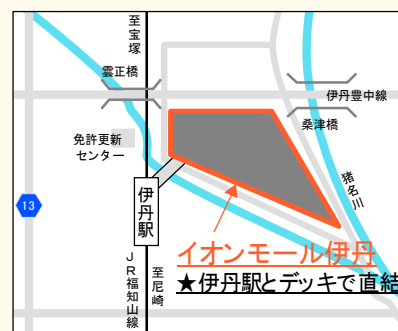 至宝塚
雲正橋
伊丹豊中線
桑津橋
免許更新
センター
猪名川
13
伊丹駅
イオンモール伊丹
★伊丹駅とデッキで直結
JR福知山線
至尼崎